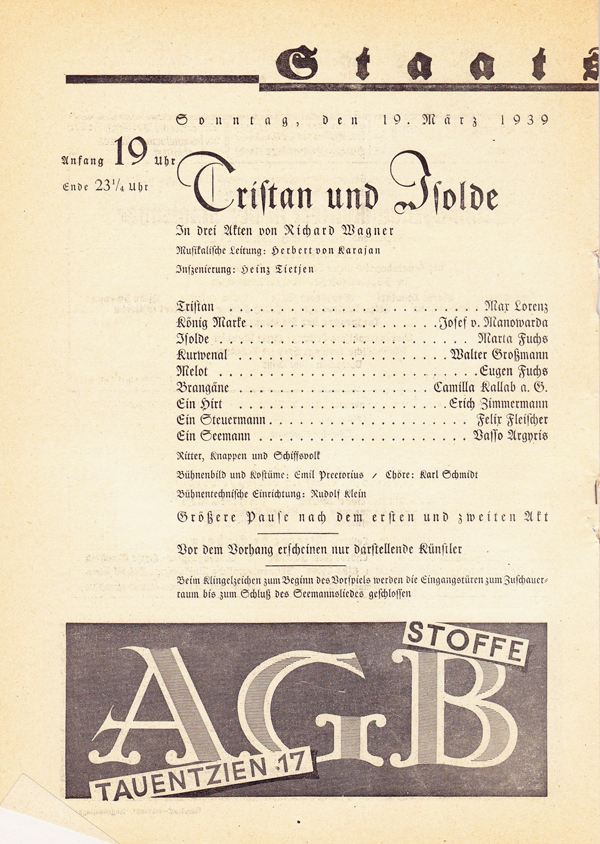 Staats
Sonntag, den 19. März 1939
Anfang 19 Uhr
Ende 23¼ Uhr
Tristan und Isolde
In drei Akten von Richard Wagner
Musikalische Leitung: Herbert von Karajan
Inszenierung: Heinz Tietjen
Tristan . . . . . . . . . . . . . . . . . . . . . . . . Max Lorenz
König Marke . . . . . . . . . . . . . . . . . . Josef v. Manowarda
Isolde . . . . . . . . . . . . . . . . . . . . . . . . Marta Fuchs
Kurwenal . . . . . . . . . . . . . . . . . . . . Walter Großmann
Melot . . . . . . . . . . . . . . . . . . . . . . . . Eugen Fuchs
Brangäne . . . . . . . . . . . . . . . . . . Camilla Kallab a. G.
Ein Hirt . . . . . . . . . . . . . . . . . . . . Erich Zimmermann
Ein Steuermann . . . . . . . . . . . . . . . . . . Felix Fleischer
Ein Seemann . . . . . . . . . . . . . . . . . . . . Vasso Argyris
Ritter, Knappen und Schiffsvolk
Bühnenbild und Kostüme: Emil Preetorius / Chöre: Karl Schmidt
Bühnentechnische Einrichtung: Rudolf Klein
Größere Pause nach dem ersten und zweiten Akt
Vor dem Vorhang erscheinen nur darstellende Künstler
Beim Klingelzeichen zum Beginn des Vorspiels werden die Eingangstüren zum Zuschauer-
raum bis zum Schluß des Seemannsliedes geschlossen
STOFFE
AGB
TAUENTZIEN 17